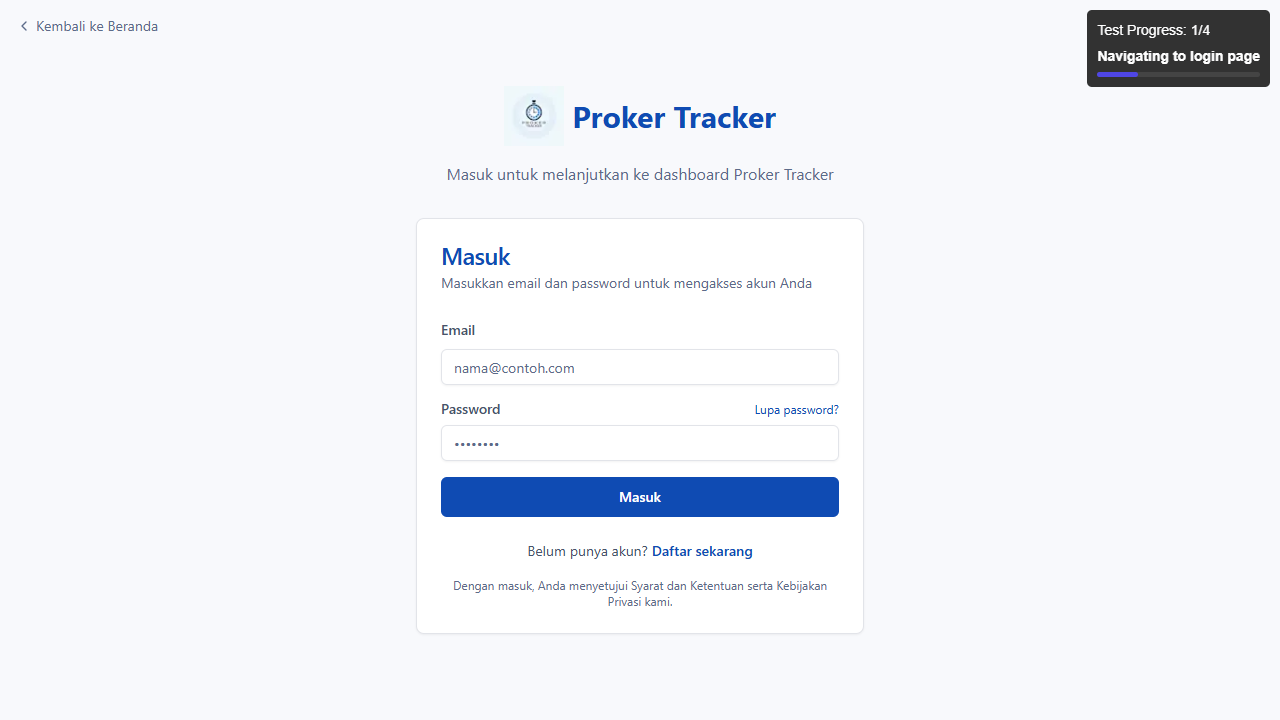 Kembali ke Beranda
Test Progress: 1/4
Navigating to login page
Proker Tracker
Masuk untuk melanjutkan ke dashboard Proker Tracker
Masuk
Masukkan email dan password untuk mengakses akun Anda
Email
nama@contoh.com
Password
Lupa password?
••••••••
Masuk
Belum punya akun? Daftar sekarang
Dengan masuk, Anda menyetujui Syarat dan Ketentuan serta Kebijakan
Privasi kami.